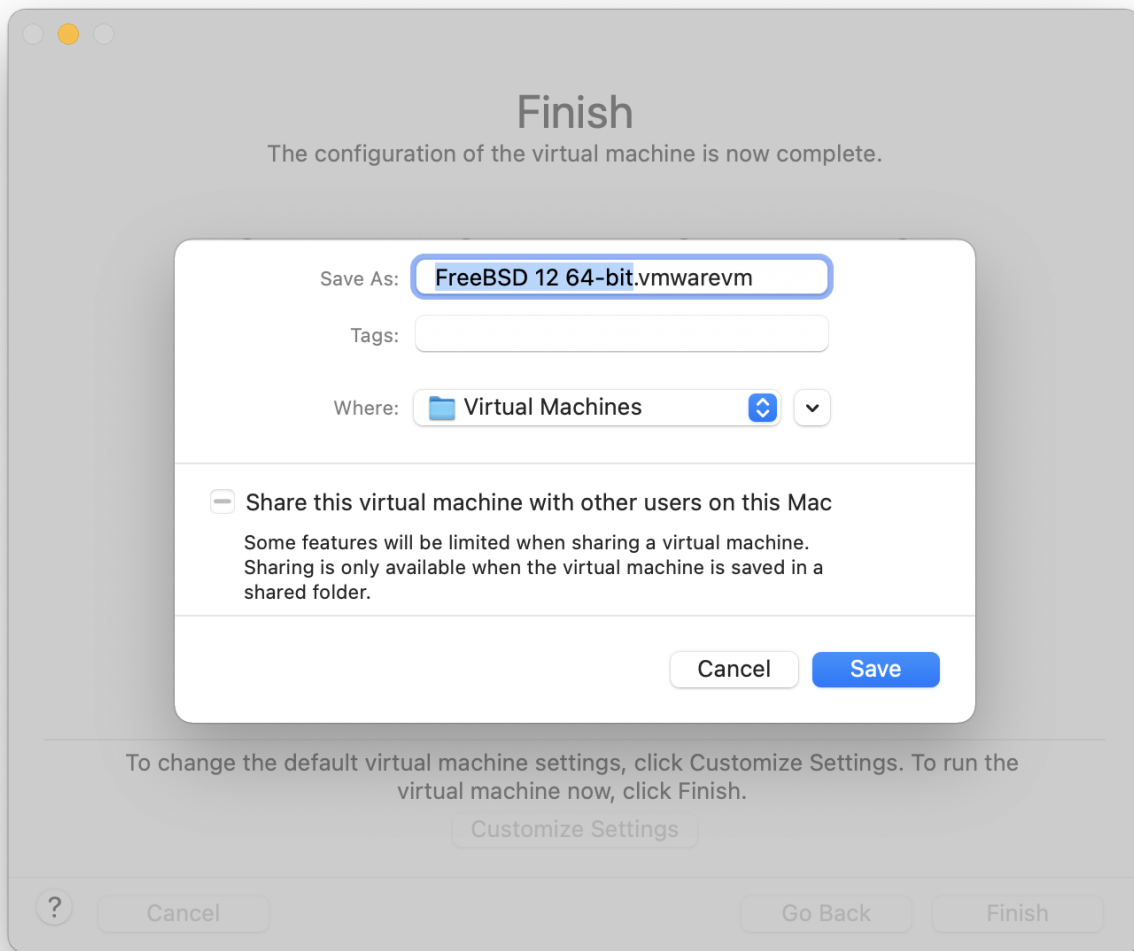 Finish
The configuration of the virtual machine is now complete.
Save As: FreeBSD 12 64-bit.vmwarevm
Tags:
Where: Virtual Machines
Share this virtual machine with other users on this Mac
Some features will be limited when sharing a virtual machine.
Sharing is only available when the virtual machine is saved in a
shared folder.
Cancel Save
To change the default virtual machine settings, click Customize Settings. To run the
virtual machine now, click Finish.
Customize Settings
? Cancel Go Back Finish